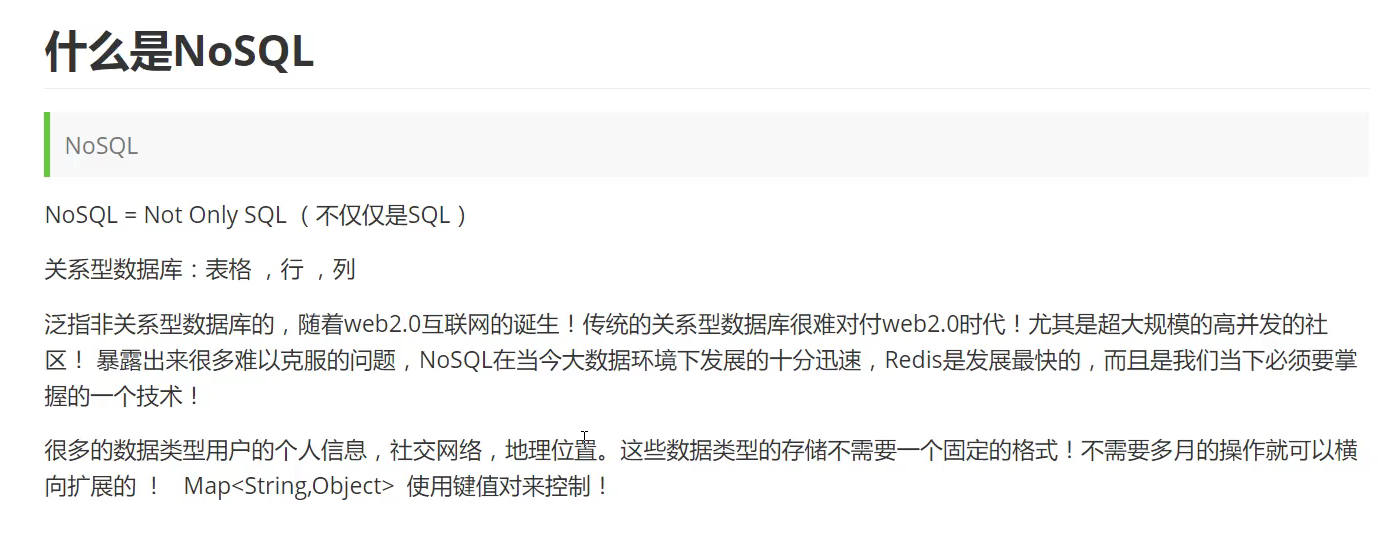 什么是NoSQL
NoSQL
NoSQL = Not Only SQL （ 不仅仅是SQL ）
关系型数据库：表格 ，行 ，列
泛指非关系型数据库的，随着web2.0互联网的诞生！传统的关系型数据库很难对付web2.0时代！尤其是超大规模的高并发的社
区！ 暴露出来很多难以克服的问题，NoSQL在当今大数据环境下发展的十分迅速，Redis是发展最快的，而且是我们当下必须要掌
握的一个技术！
很多的数据类型用户的个人信息，社交网络，地理位置。这些数据类型的存储不需要一个固定的格式！不需要多月的操作就可以横
向扩展的 ！ Map<String,Object> 使用键值对来控制！